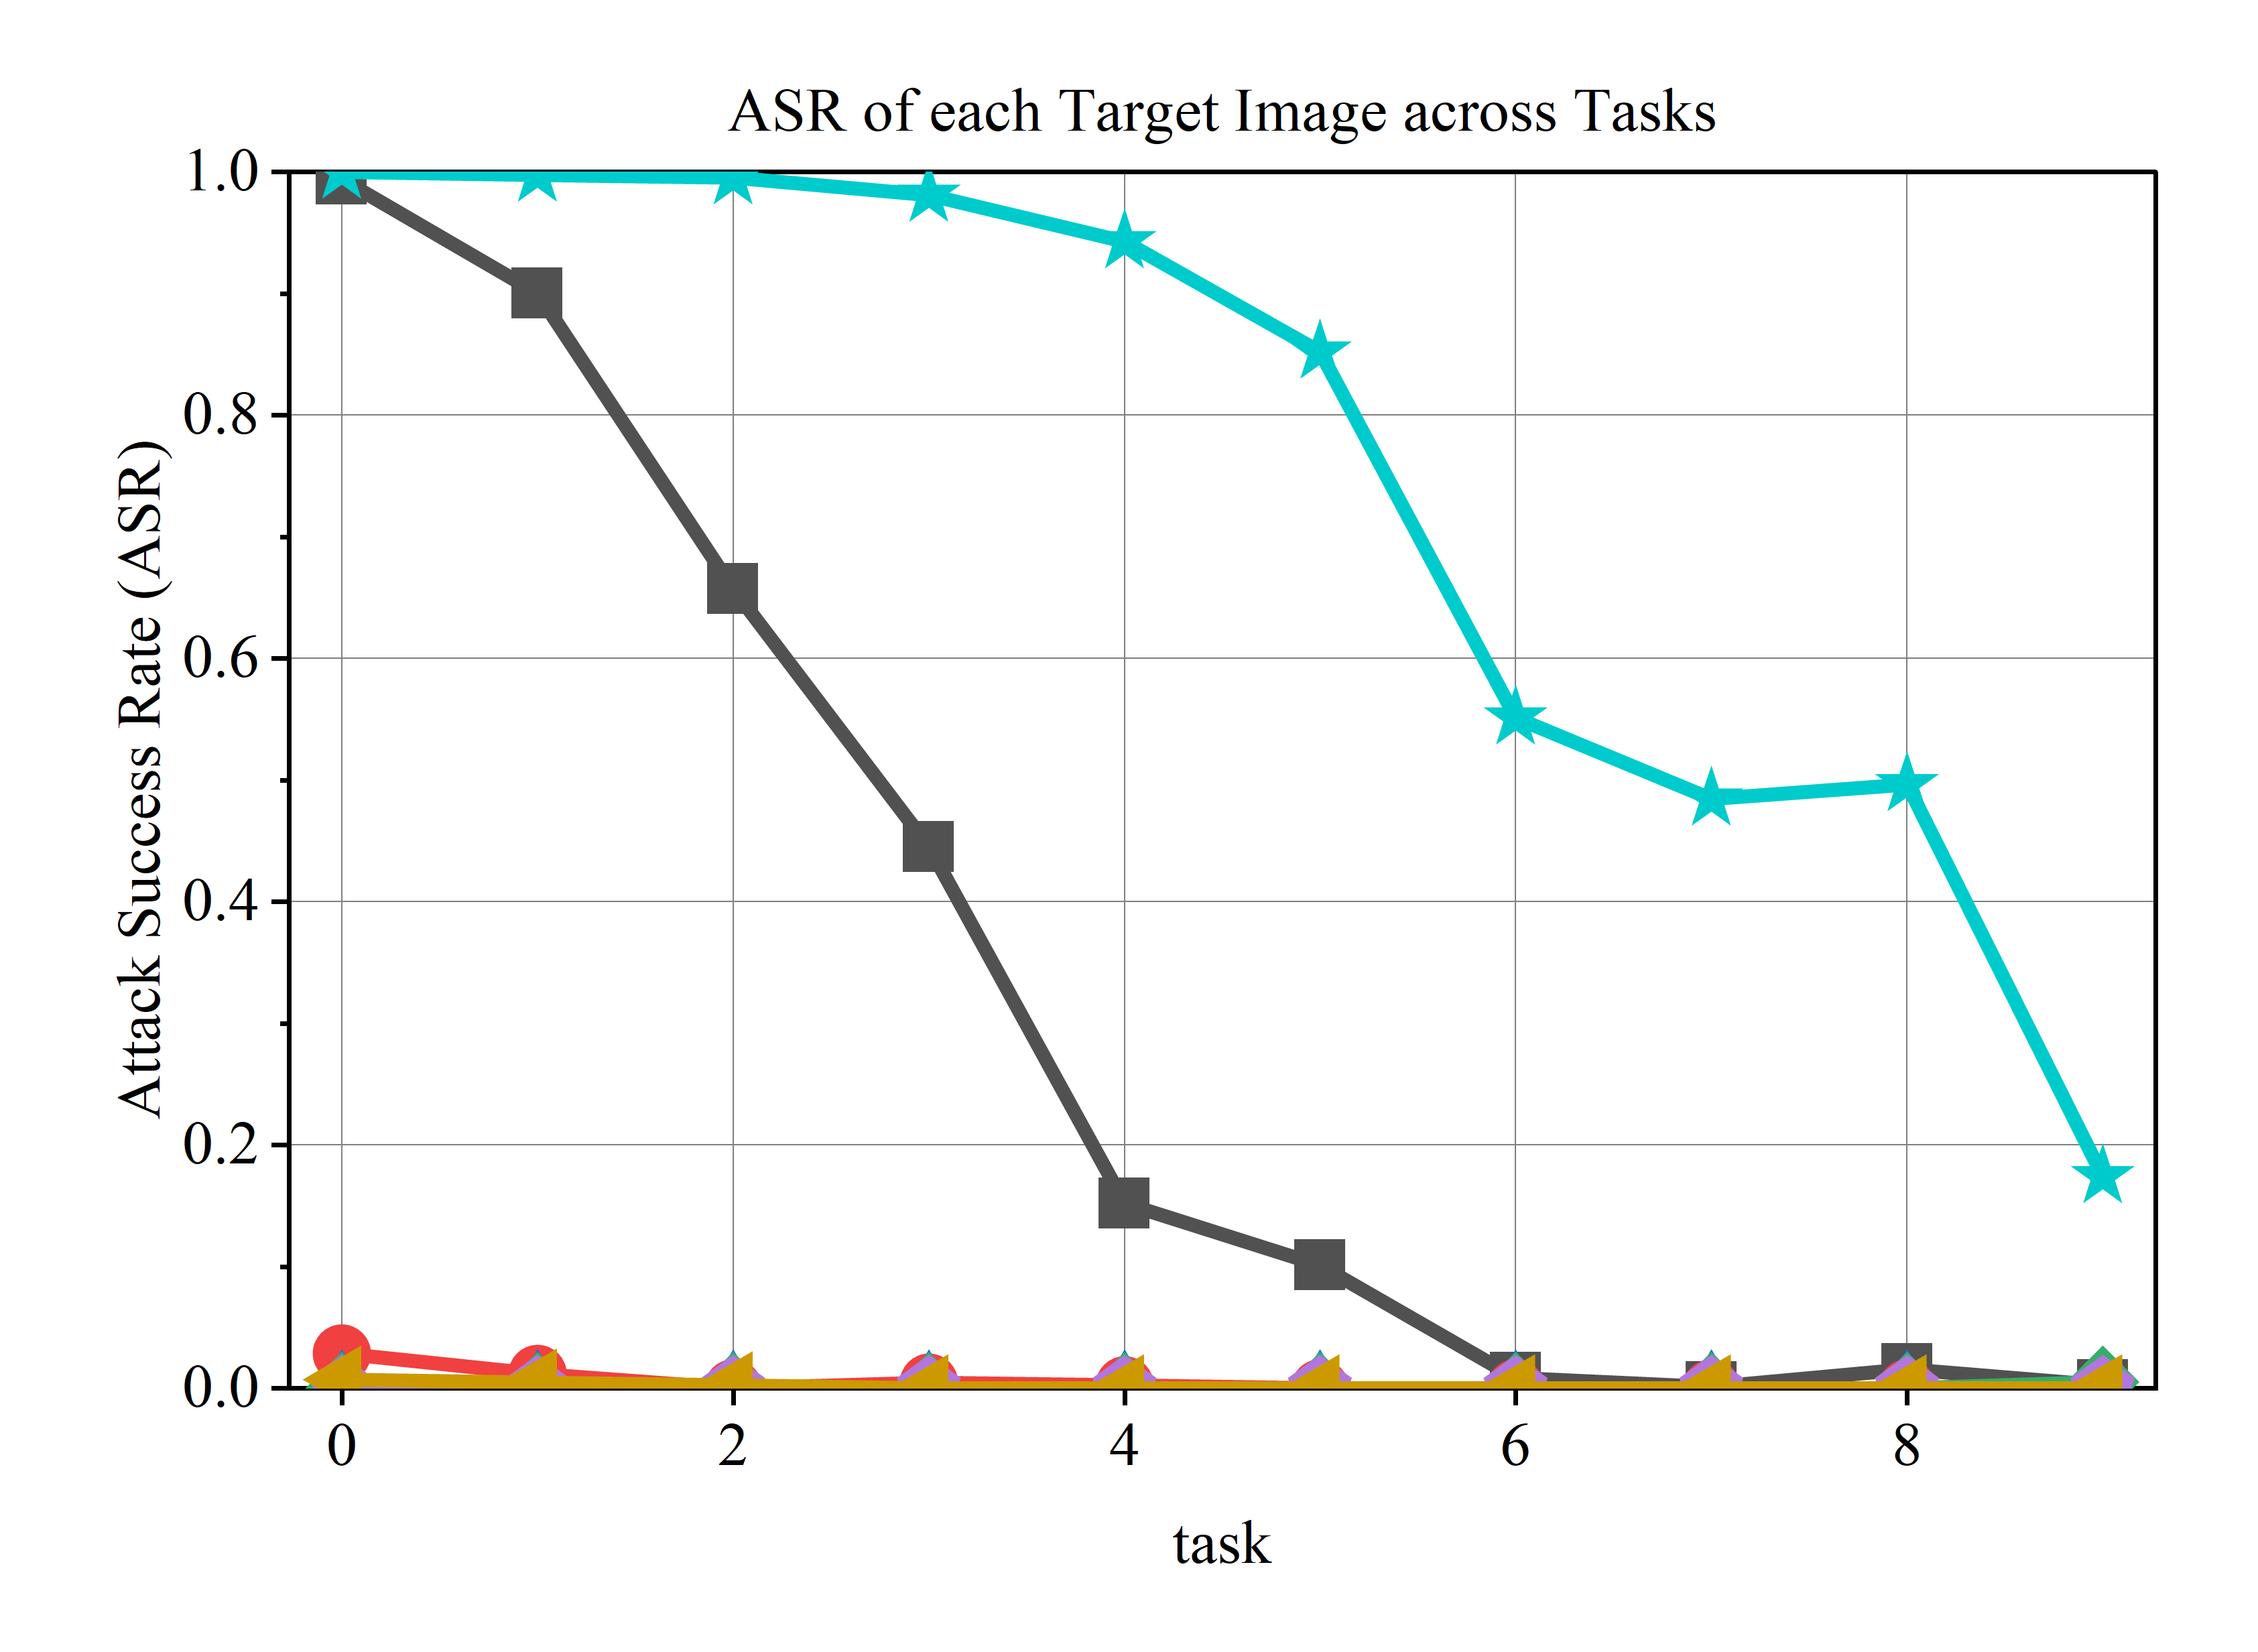 ASR of each Target Image across Tasks
1.0
0.8
0.6
0.4
0.2
0.0
Attack Success Rate (ASR)
0 2 4 6 8
task